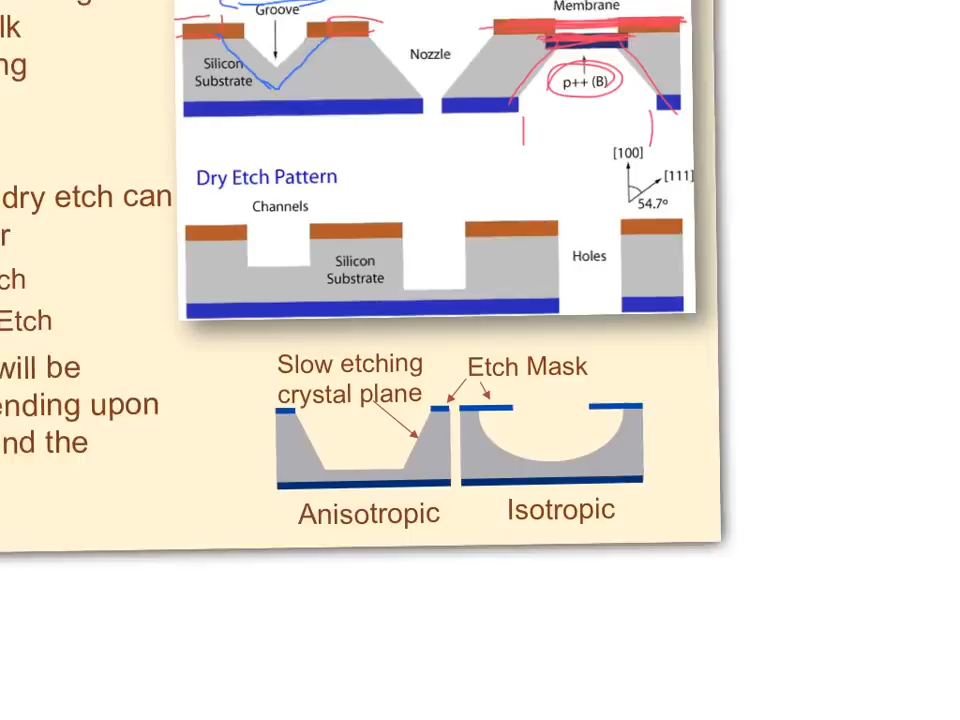 Groove
Membrane
lk
ng
Nozzle
Silicon
Substrate
p++ (B)
[100]
[111]
54.7º
Dry Etch Pattern
dry etch can
r
Channels
Silicon
Substrate
Holes
ch
Etch
will be
ending upon
nd the
Slow etching
crystal plane
Etch Mask
Anisotropic
Isotropic